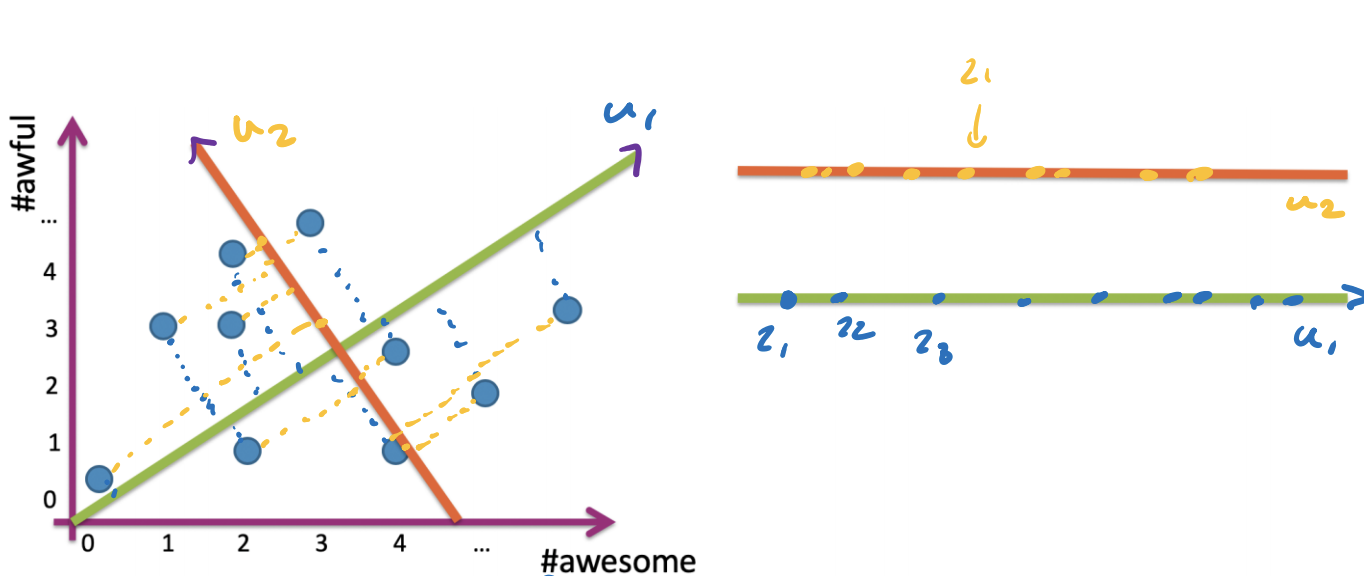 #awful
...
4
3
2
1
0
0 1 2 3 4 ...
#awesome
u2
u1
z1
u2
z1 z2 z3
u1